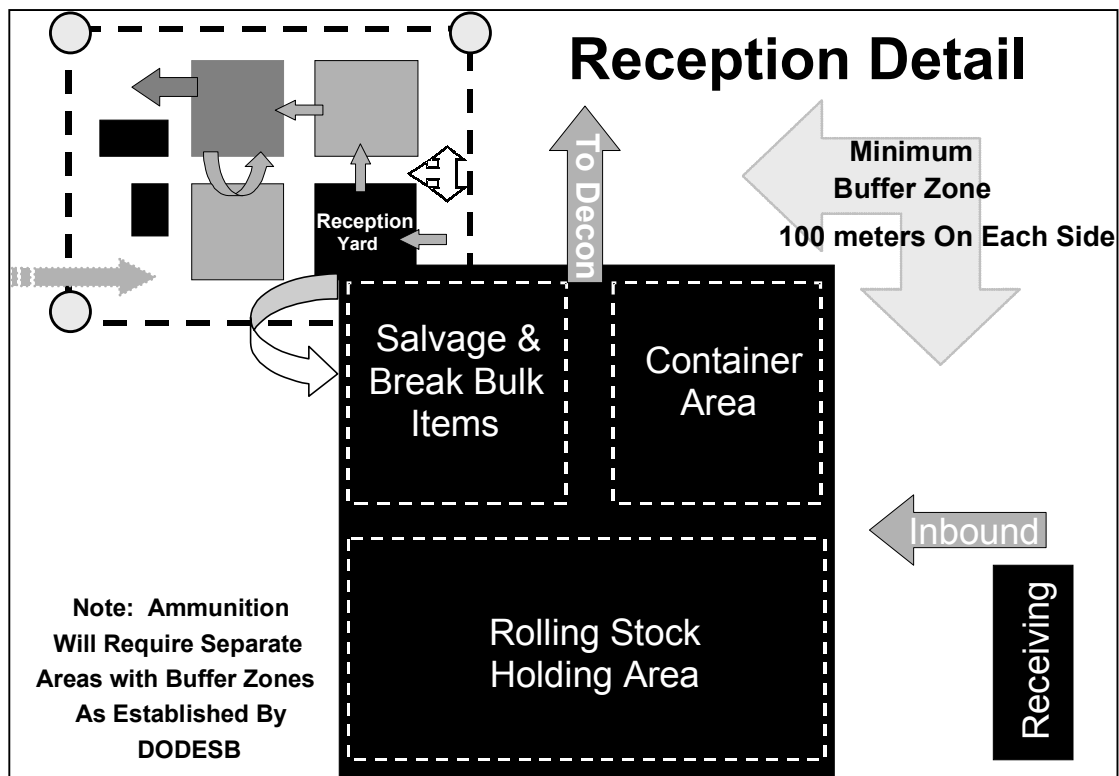 Reception Detail
Reception
Yard
To Decon
Minimum
Buffer Zone
100 meters On Each Side
Salvage &
Break Bulk
Items
Container
Area
Inbound
Receiving
Rolling Stock
Holding Area
Note:  Ammunition
Will Require Separate
Areas with Buffer Zones
As Established By
DODESB